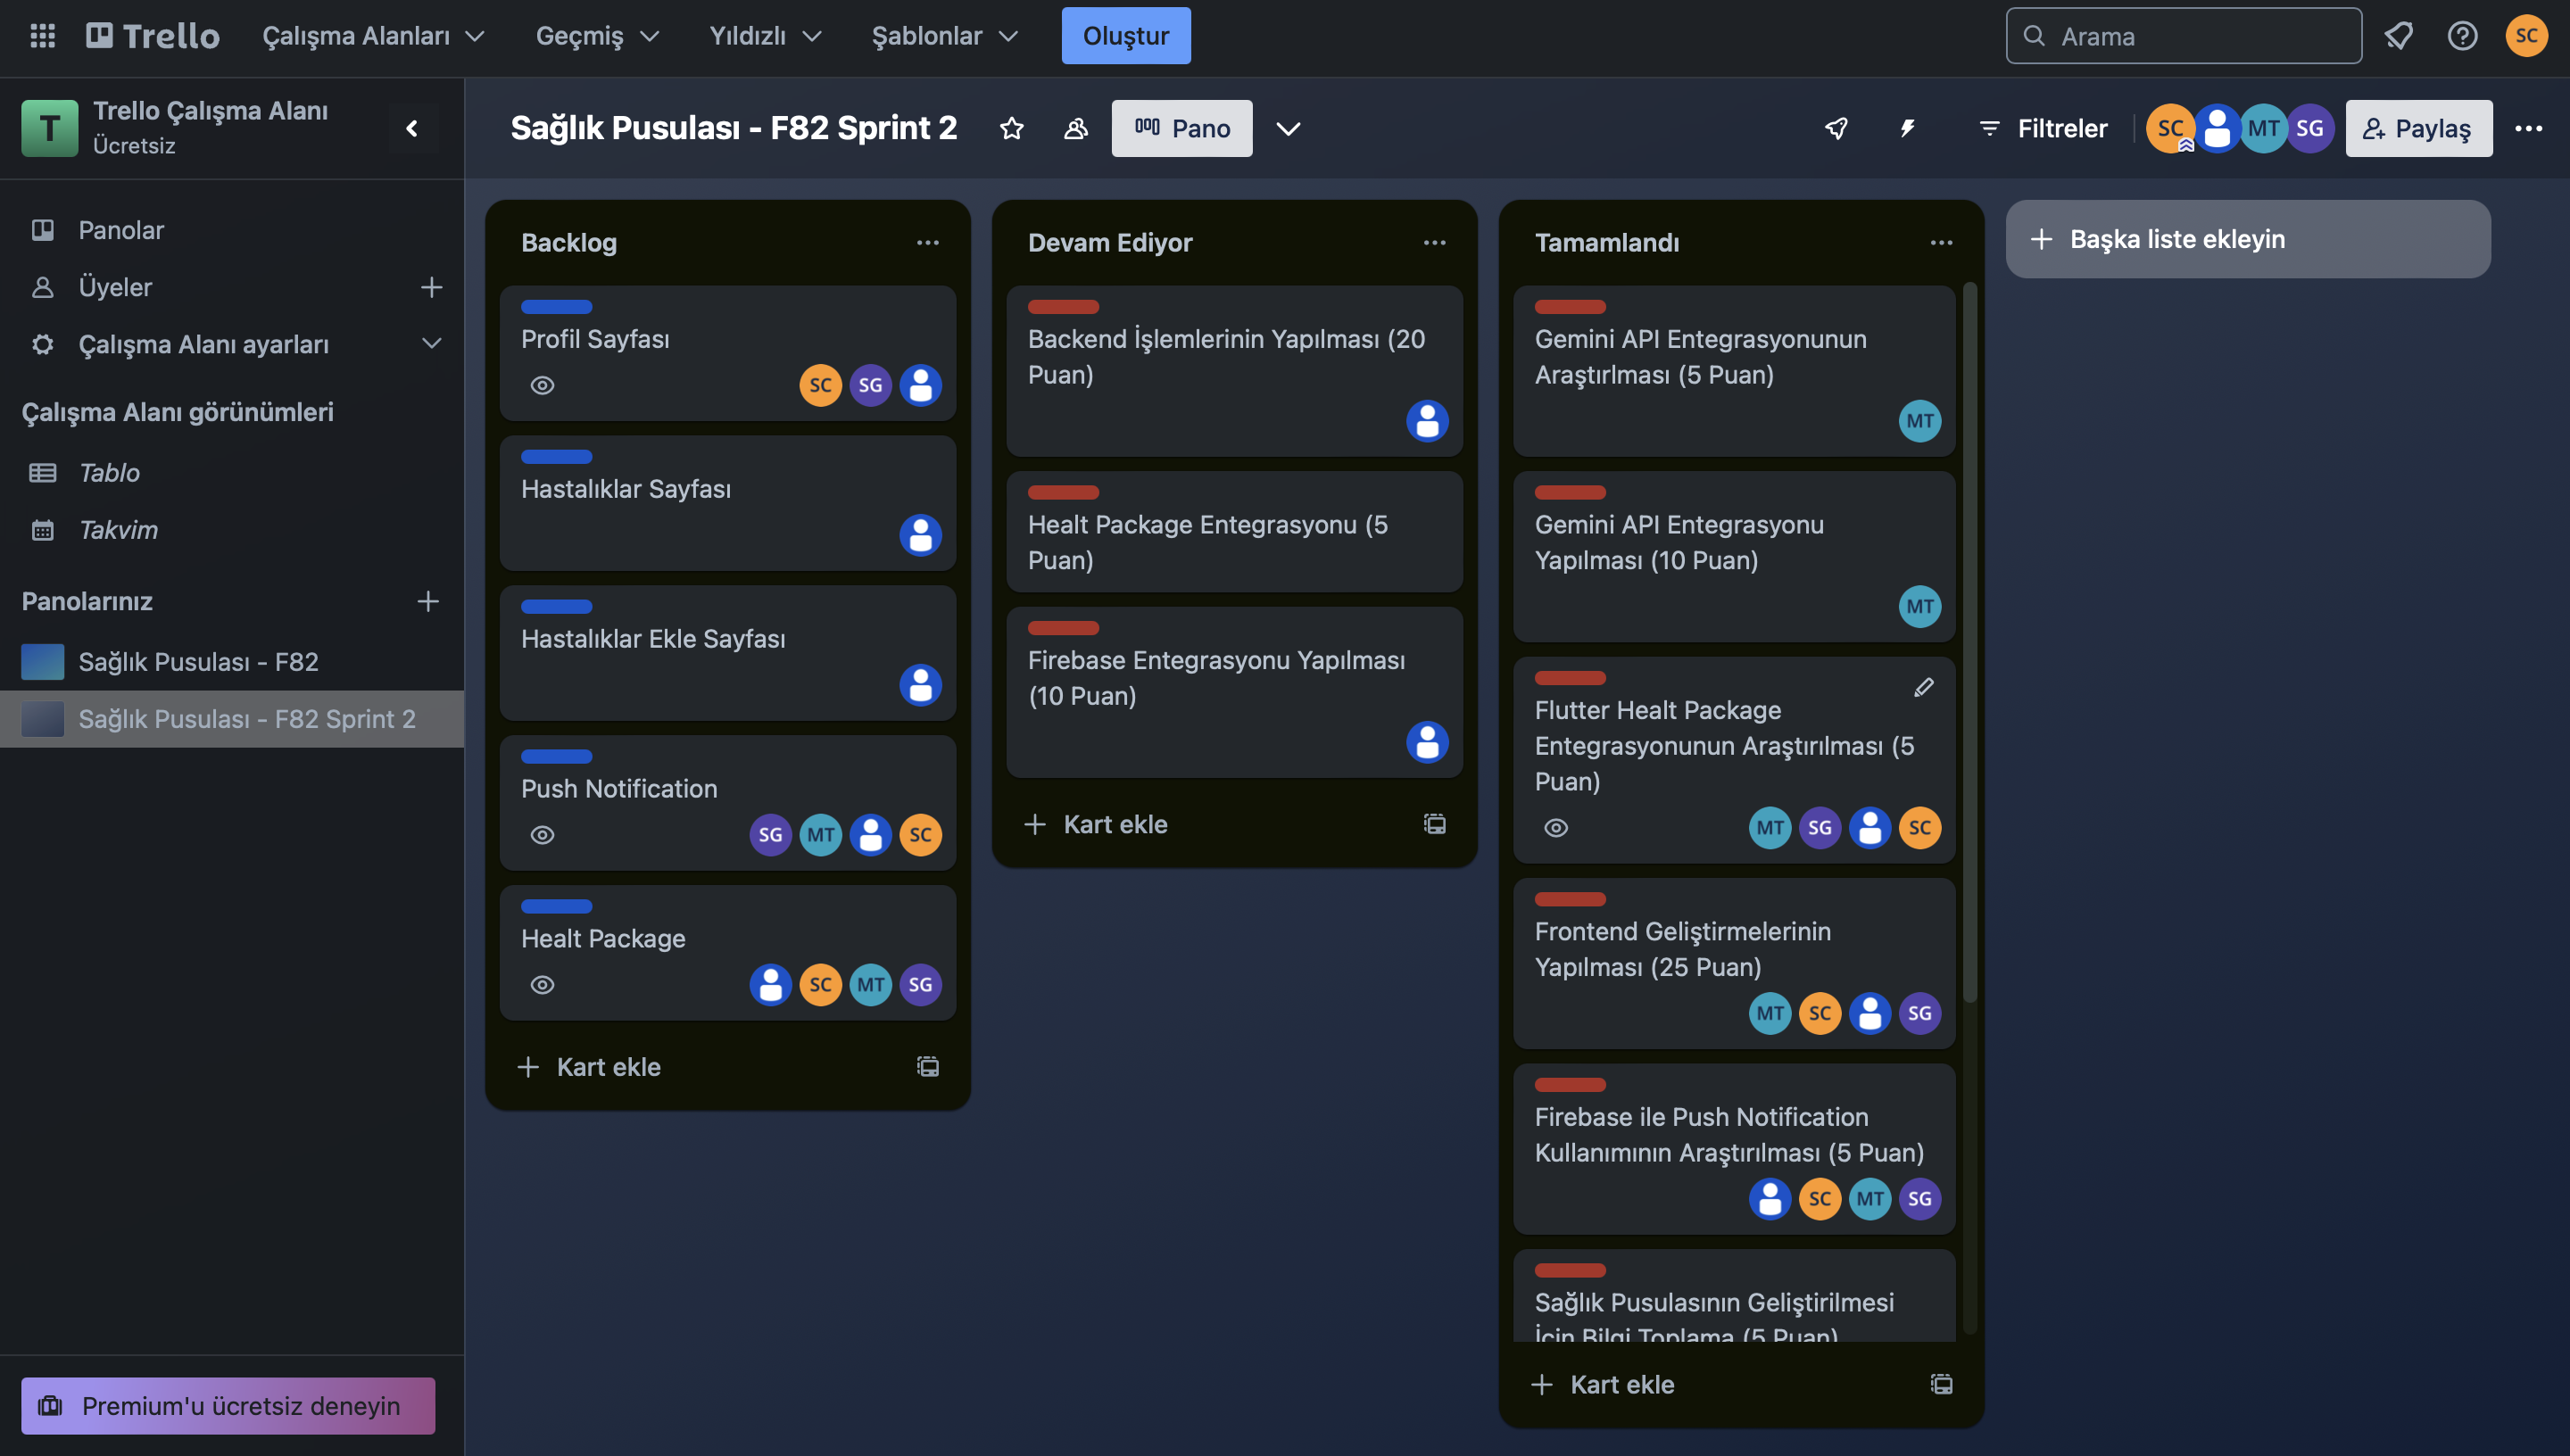 Trello
Çalışma Alanları
Geçmiş
Yıldızlı
Şablonlar
Oluştur
Arama
SC
T
Trello Çalışma Alanı
Ücretsiz
Sağlık Pusulası - F82 Sprint 2
Pano
Filtreler
SC
MT
SG
Paylaş
Panolar
Üyeler
Çalışma Alanı ayarları
Çalışma Alanı görünümleri
Tablo
Takvim
Panolarınız
Sağlık Pusulası - F82
Sağlık Pusulası - F82 Sprint 2
Premium'u ücretsiz deneyin
Backlog
Profil Sayfası
SC SG
Hastalıklar Sayfası
Hastalıklar Ekle Sayfası
Push Notification
SG MT SC
Healt Package
SC MT SG
Kart ekle
Devam Ediyor
Backend İşlemlerinin Yapılması (20
Puan)
Healt Package Entegrasyonu (5
Puan)
Firebase Entegrasyonu Yapılması
(10 Puan)
Kart ekle
Tamamlandı
Gemini API Entegrasyonunun
Araştırlması (5 Puan)
MT
Gemini API Entegrasyonu
Yapılması (10 Puan)
MT
Flutter Healt Package
Entegrasyonunun Araştırılması (5
Puan)
MT SG SC
Frontend Geliştirmelerinin
Yapılması (25 Puan)
MT SC SG
Firebase ile Push Notification
Kullanımının Araştırılması (5 Puan)
SC MT SG
Sağlık Pusulasının Geliştirilmesi
İçin Bilgi Toplama (5 Puan)
Kart ekle
Başka liste ekleyin